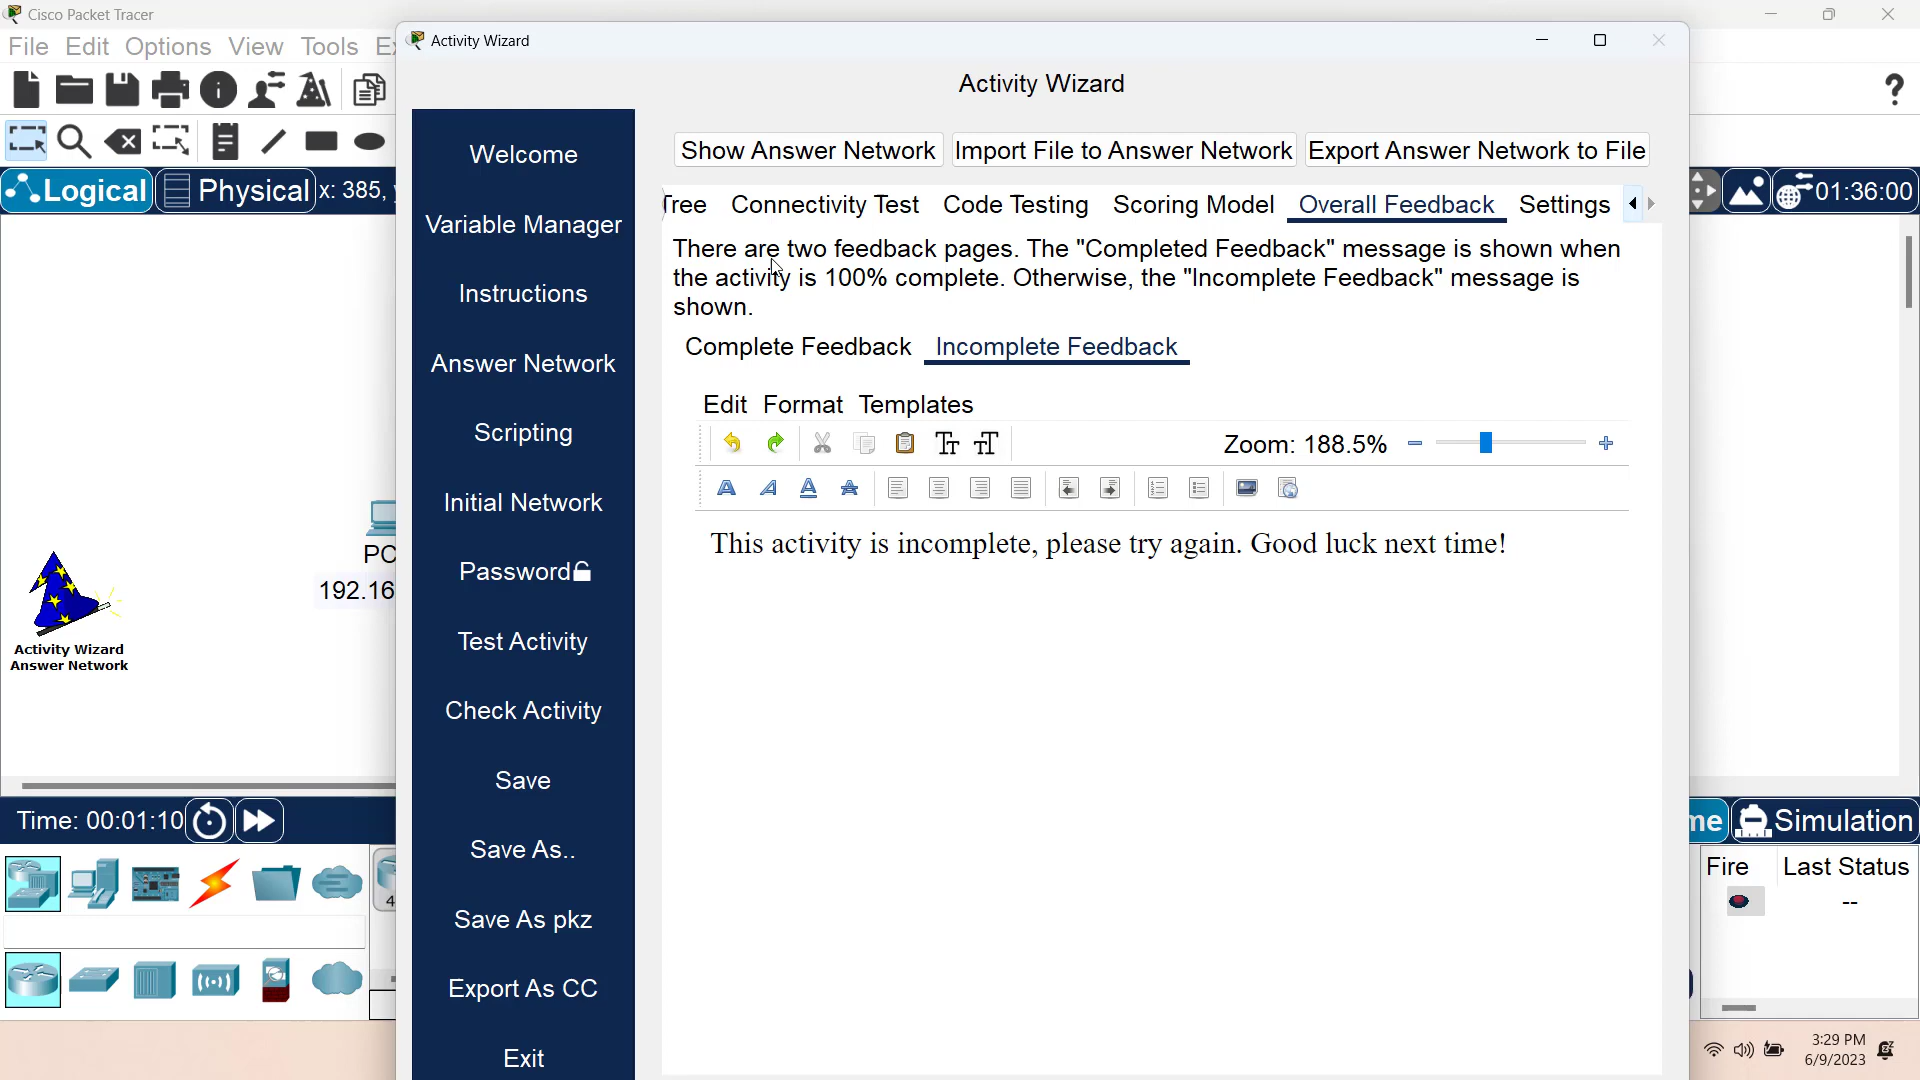 Cisco Packet Tracer
File Edit Options View Tools
Activity Wizard
Activity Wizard
Show Answer Network Import File to Answer Network Export Answer Network to File
Logical Physical x: 385,
01:36:00
Welcome
Variable Manager
Instructions
Answer Network
Scripting
Initial Network
Password
Test Activity
Check Activity
Save
Save As..
Save As pkz
Export As CC
Exit
Tree Connectivity Test Code Testing Scoring Model Overall Feedback Settings
There are two feedback pages. The "Completed Feedback" message is shown when
the activity is 100% complete. Otherwise, the "Incomplete Feedback" message is
shown.
Complete Feedback Incomplete Feedback
Edit Format Templates
Zoom: 188.5%
This activity is incomplete, please try again. Good luck next time!
PC
192.16
Activity Wizard
Answer Network
Time: 00:01:10
me Simulation
Fire Last Status
--
4
3:29 PM
6/9/2023